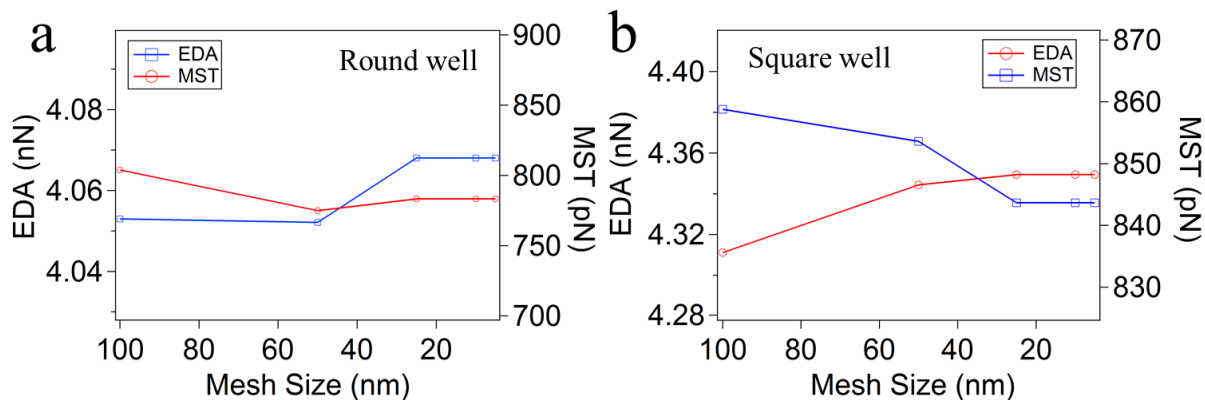 a
EDA
MST
Round well
EDA (nN)
4.08
4.06
4.04
900
850
800
750
700
MST (pN)
100
80
60
40
20
Mesh Size (nm)
b
Square well
EDA
MST
EDA (nN)
4.40
4.36
4.32
4.28
870
860
850
840
830
MST (pN)
100
80
60
40
20
Mesh Size (nm)